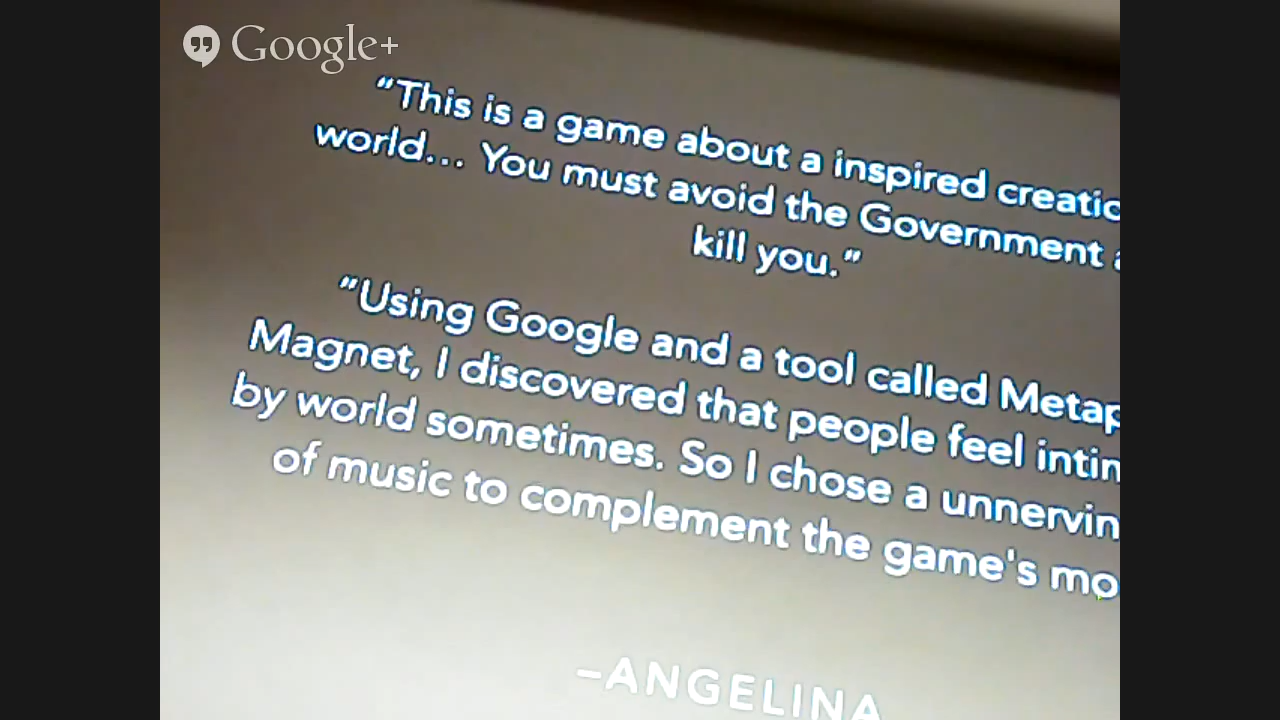 Google+
“This is a game about a inspired creatio
world... You must avoid the Government a
kill you.”
“Using Google and a tool called Metap
Magnet, I discovered that people feel intim
by world sometimes. So I chose a unnervin
of music to complement the game's mo
–ANGELINA